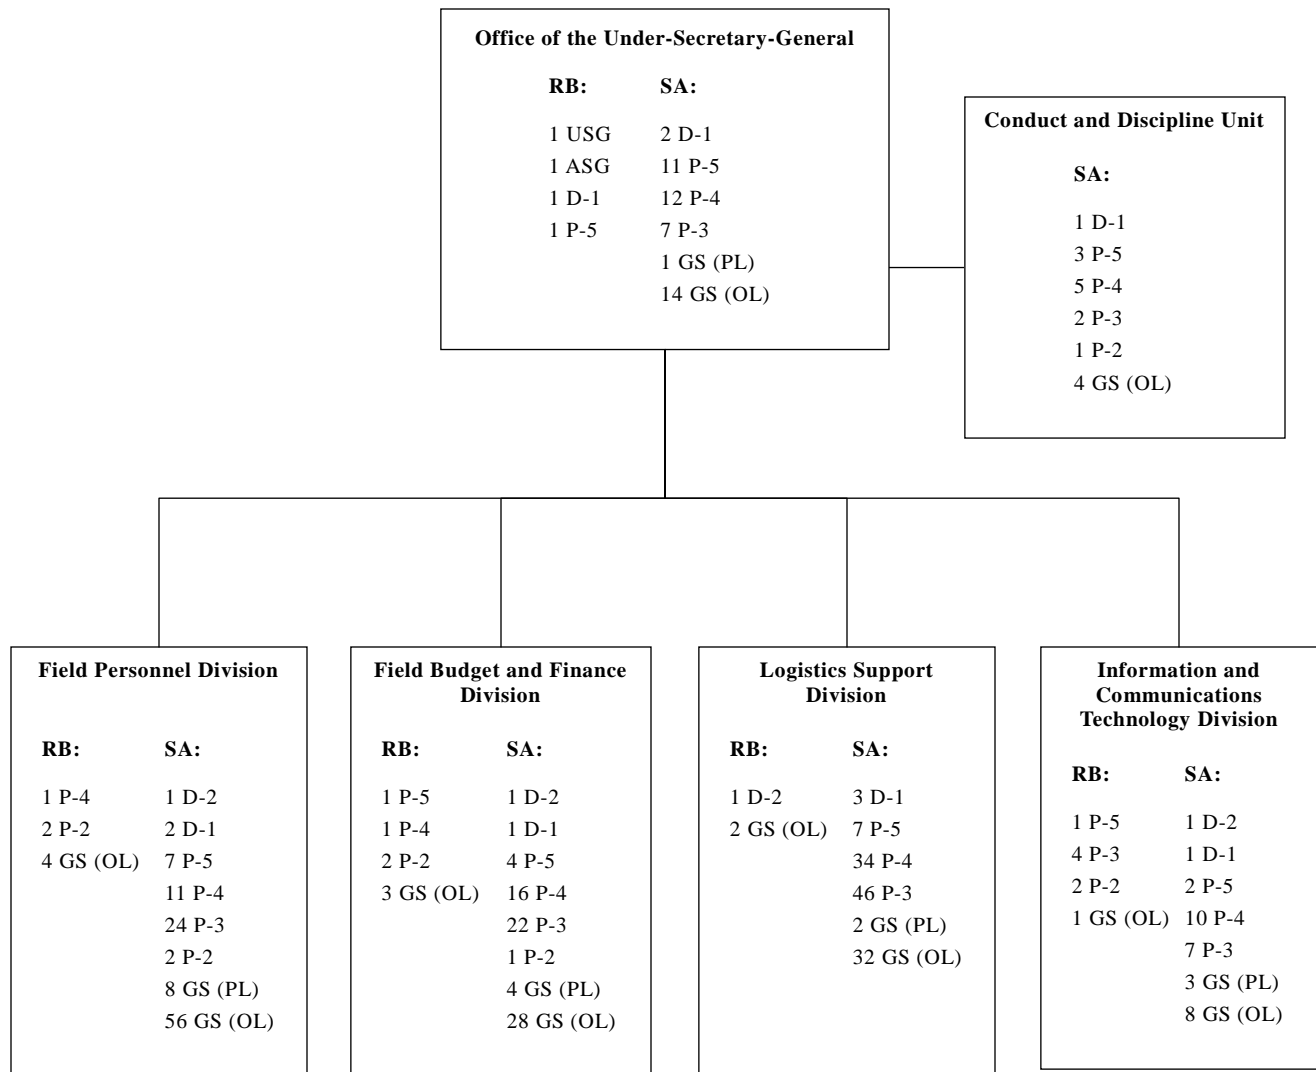 Office of the Under-Secretary-General
RB: SA:
1 USG 2 D-1
1 ASG 11 P-5
1 D-1 12 P-4
1 P-5 7 P-3
1 GS (PL)
14 GS (OL)
Conduct and Discipline Unit
SA:
1 D-1
3 P-5
5 P-4
2 P-3
1 P-2
4 GS (OL)
Field Personnel Division
RB: SA:
1 P-4 1 D-2
2 P-2 2 D-1
4 GS (OL) 7 P-5
11 P-4
24 P-3
2 P-2
8 GS (PL)
56 GS (OL)
Field Budget and Finance
Division
RB: SA:
1 P-5 1 D-2
1 P-4 1 D-1
2 P-2 4 P-5
3 GS (OL) 16 P-4
22 P-3
1 P-2
4 GS (PL)
28 GS (OL)
Logistics Support
Division
RB: SA:
1 D-2 3 D-1
2 GS (OL) 7 P-5
34 P-4
46 P-3
2 GS (PL)
32 GS (OL)
Information and
Communications
Technology Division
RB: SA:
1 P-5 1 D-2
4 P-3 1 D-1
2 P-2 2 P-5
1 GS (OL) 10 P-4
7 P-3
3 GS (PL)
8 GS (OL)